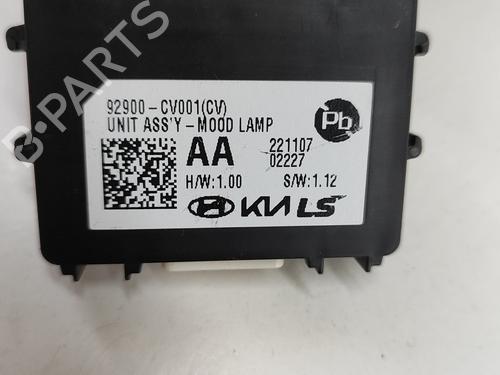 B-PARTS
92900-CV001(CV)
UNIT ASS'Y-MOOD LAMP
Pb
AA 221107
02227
H/W:1.00 S/W:1.12
KIA LS